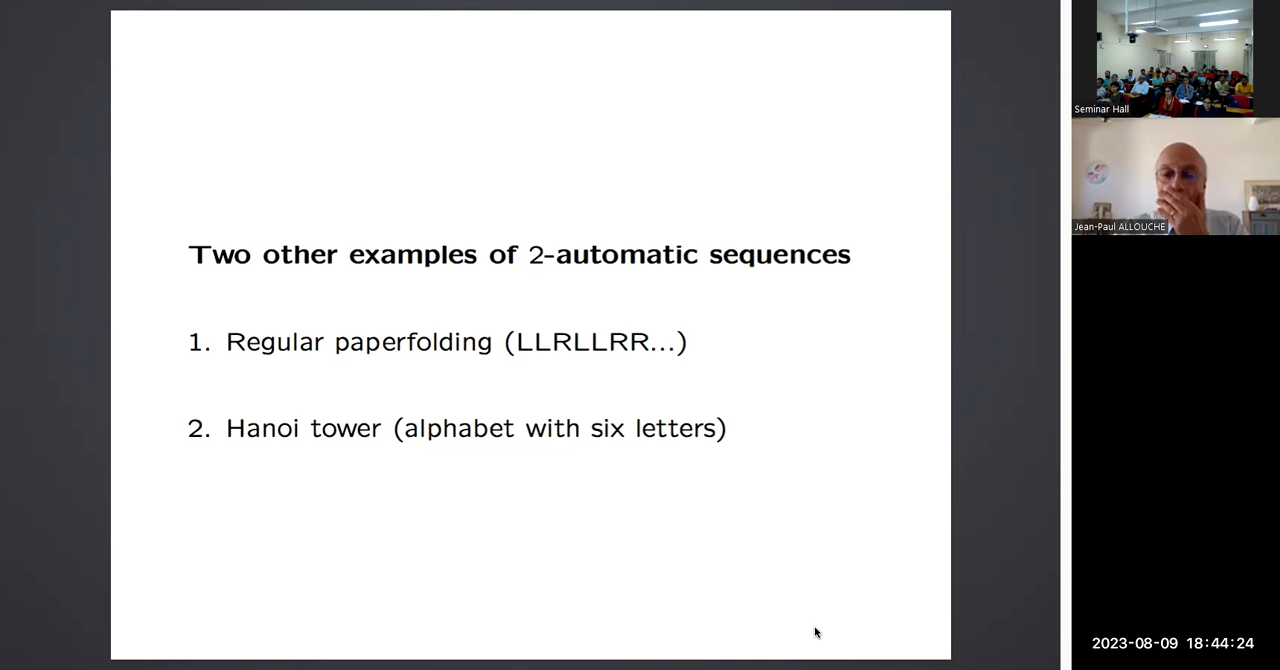 Two other examples of 2-automatic sequences
1. Regular paperfolding (LLRLLRR...)
2. Hanoi tower (alphabet with six letters)
Seminar Hall
Jean-Paul ALLOUCHE
2023-08-09 18:44:24